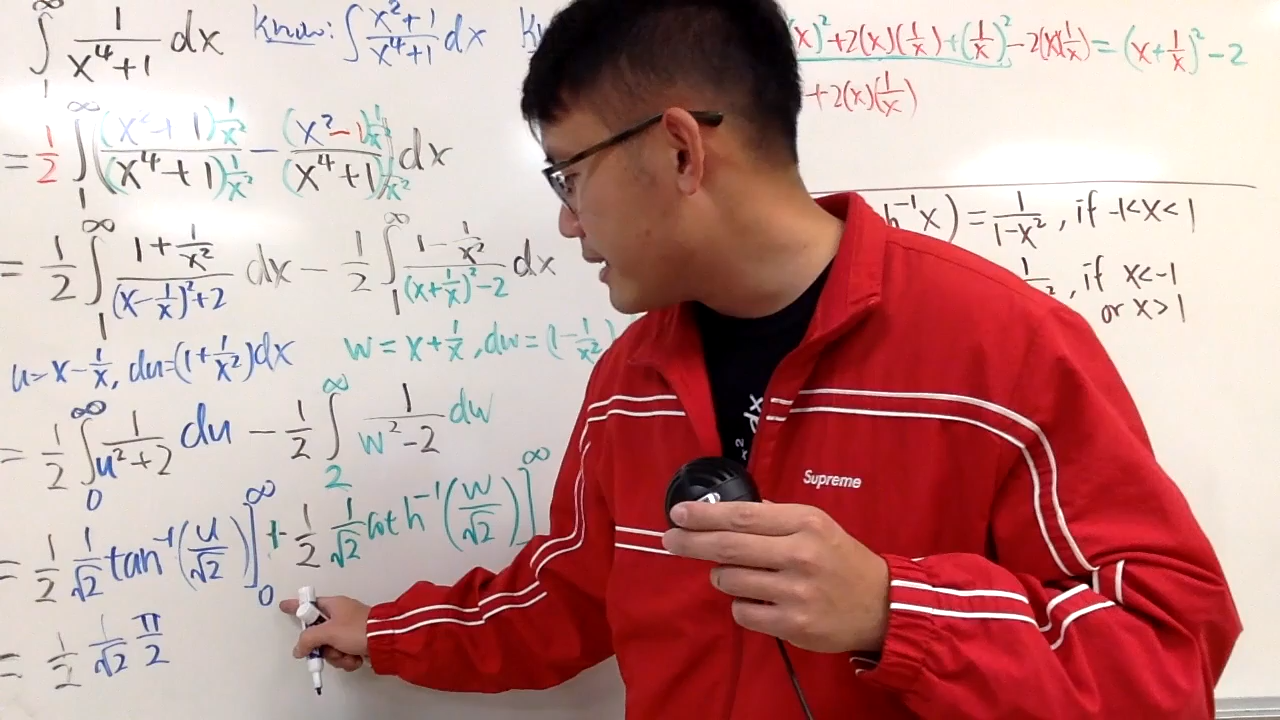 ∫₁^∞ 1/(x⁴+1) dx   Know: ∫ (x²+1)/(x⁴+1) dx
x)²+2(x)(1/x)+(1/x)²-2(x)(1/x)=(x+1/x)²-2
+2(x)(1/x)
= 1/2 ∫₁^∞ ((x²+1)1/x²)/((x⁴+1)1/x²) - ((x²-1)1/x²)/((x⁴+1)1/x²) dx
h⁻¹x) = 1/(1-x²), if -1<x<1
, if x<-1
or x>1
= 1/2 ∫₁^∞ (1+1/x²)/((x-1/x)²+2) dx - 1/2 ∫₁^∞ (1-1/x²)/((x+1/x)²-2) dx
u=x-1/x, du=(1+1/x²)dx   w=x+1/x, dw=(1-1/x²)
= 1/2 ∫₀^∞ 1/(u²+2) du - 1/2 ∫₂^∞ 1/(w²-2) dw
= 1/2 1/√2 tan⁻¹(u/√2)]₀^∞ + 1/2 1/√2 coth⁻¹(w/√2)]^∞
= 1/2 1/√2 π/2
Supreme